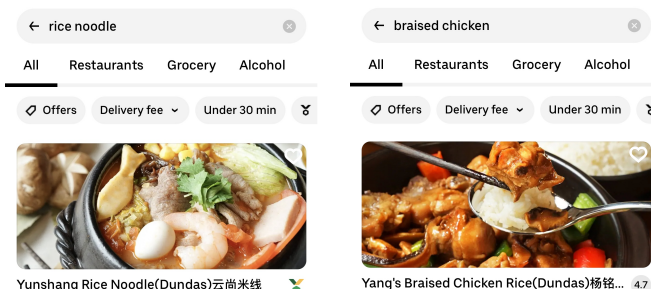 rice noodle
All Restaurants Grocery Alcohol
Offers Delivery fee Under 30 min
Yunshang Rice Noodle(Dundas)云尚米线
braised chicken
All Restaurants Grocery Alcohol
Offers Delivery fee Under 30 min
Yang's Braised Chicken Rice(Dundas)杨铭... 4.7